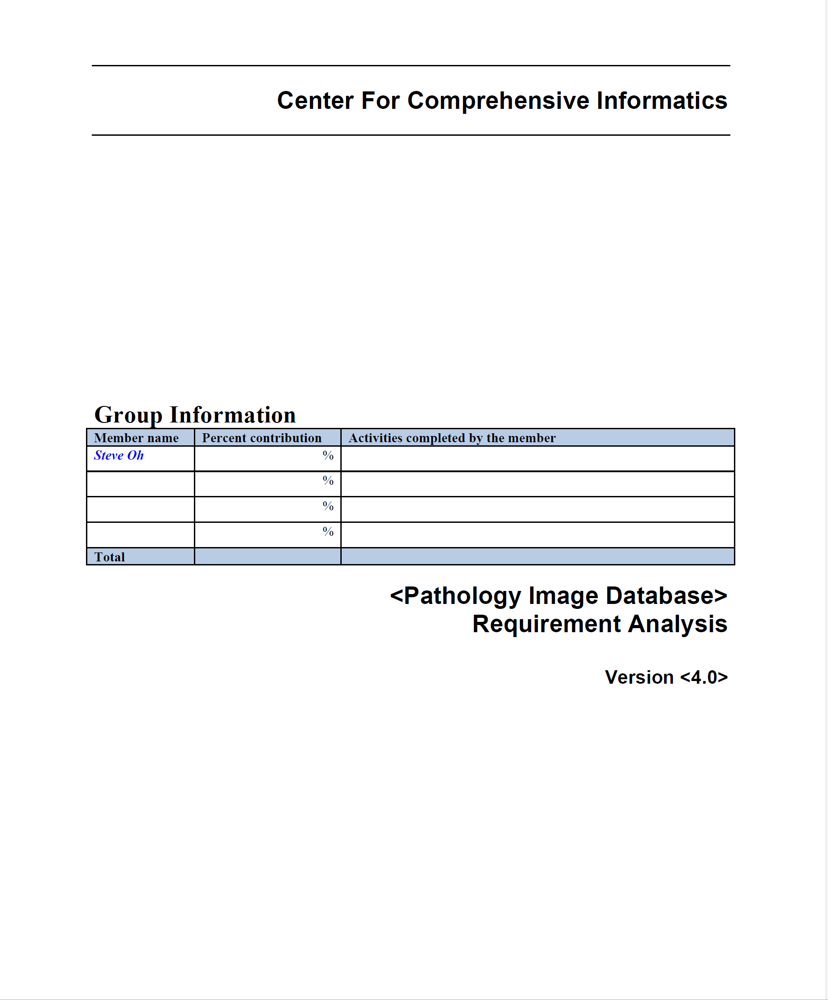 Center For Comprehensive Informatics
Group Information
Member name Percent contribution Activities completed by the member
Steve Oh %
%
%
%
Total
<Pathology Image Database>
Requirement Analysis
Version <4.0>